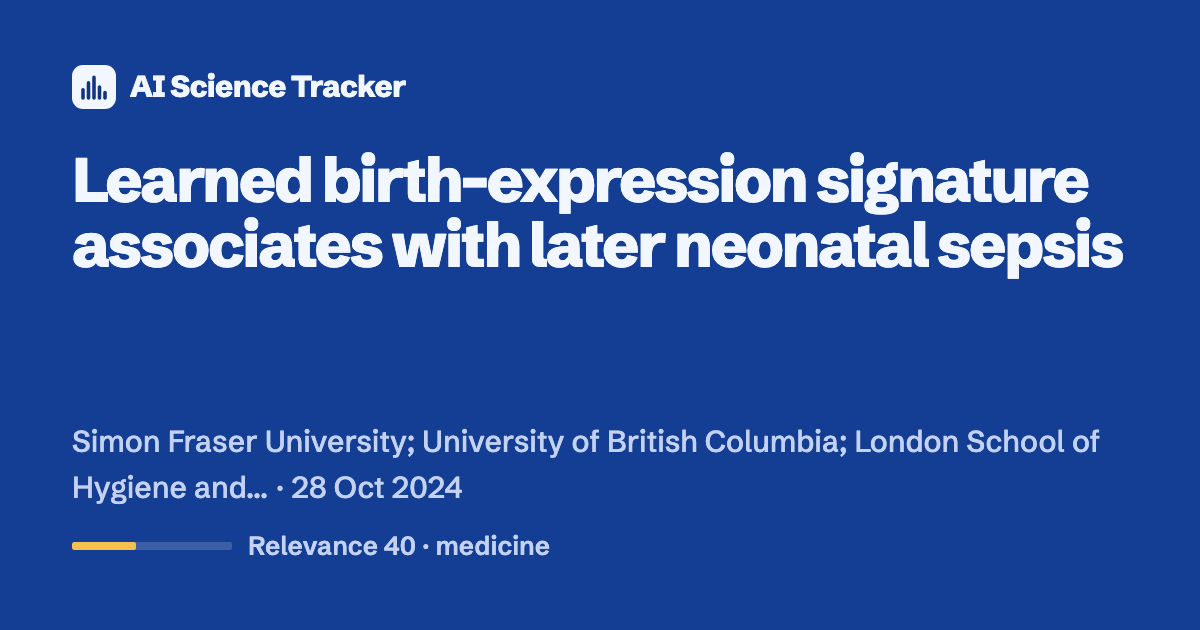 AI Science Tracker
Learned birth-expression signature
associates with later neonatal sepsis
Simon Fraser University; University of British Columbia; London School of
Hygiene and... · 28 Oct 2024
Relevance 40 · medicine